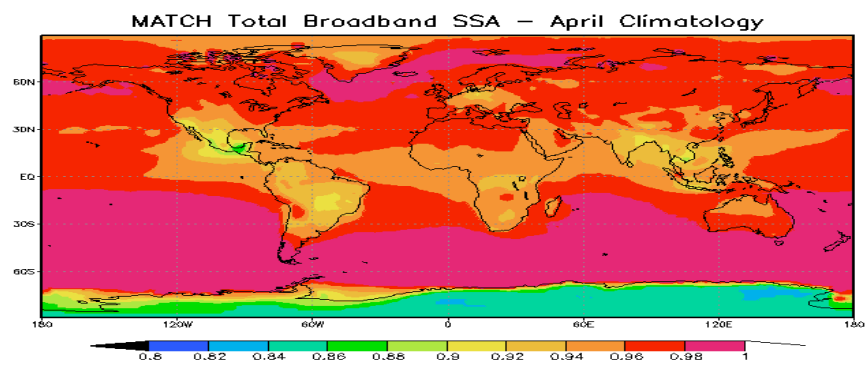 MATCH Total Broadband SSA – April Climatology
60N
30N
EQ
30S
60S
180 120W 60W 0 60E 120E 180
0.8 0.82 0.84 0.86 0.88 0.9 0.92 0.94 0.96 0.98 1